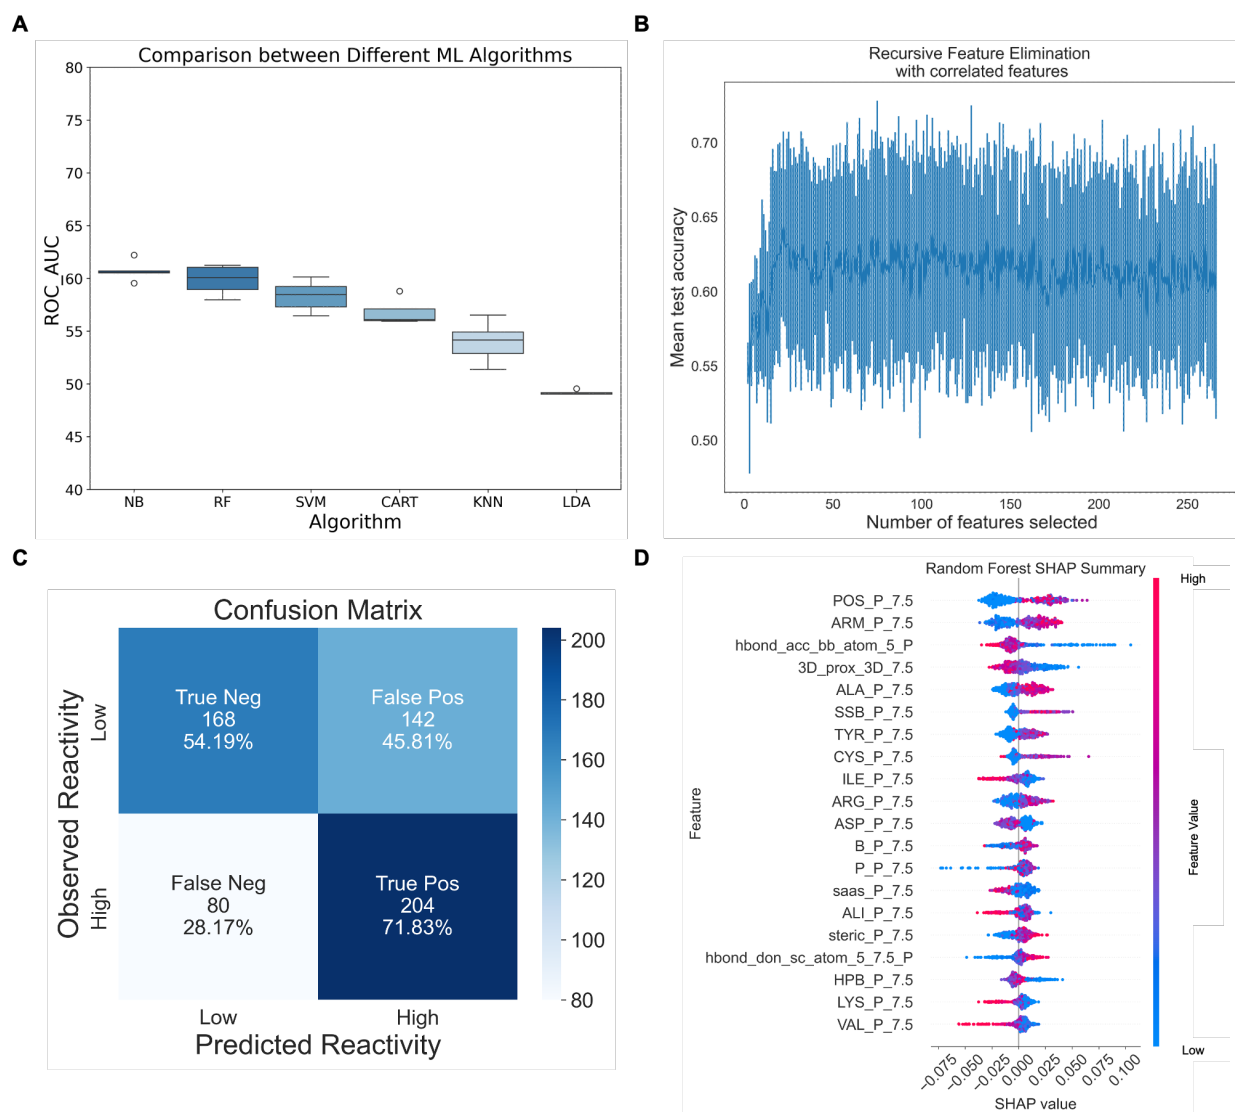 A
Comparison between Different ML Algorithms
80
75
70
65
60
55
50
45
40
ROC_AUC
NB
RF
SVM
CART
KNN
LDA
Algorithm
B
Recursive Feature Elimination
with correlated features
0.70
0.65
0.60
0.55
0.50
Mean test accuracy
0
50
100
150
200
250
Number of features selected
C
Confusion Matrix
Observed Reactivity
Low
High
True Neg
168
54.19%
False Pos
142
45.81%
False Neg
80
28.17%
True Pos
204
71.83%
Low
High
Predicted Reactivity
200
180
160
140
120
100
80
D
Random Forest SHAP Summary
Feature
POS_P_7.5
ARM_P_7.5
hbond_acc_bb_atom_5_P
3D_prox_3D_7.5
ALA_P_7.5
SSB_P_7.5
TYR_P_7.5
CYS_P_7.5
ILE_P_7.5
ARG_P_7.5
ASP_P_7.5
B_P_7.5
P_P_7.5
saas_P_7.5
ALI_P_7.5
steric_P_7.5
hbond_don_sc_atom_5_7.5_P
HPB_P_7.5
LYS_P_7.5
VAL_P_7.5
−0.075
−0.050
−0.025
0.000
0.025
0.050
0.075
0.100
SHAP value
High
Feature Value
Low